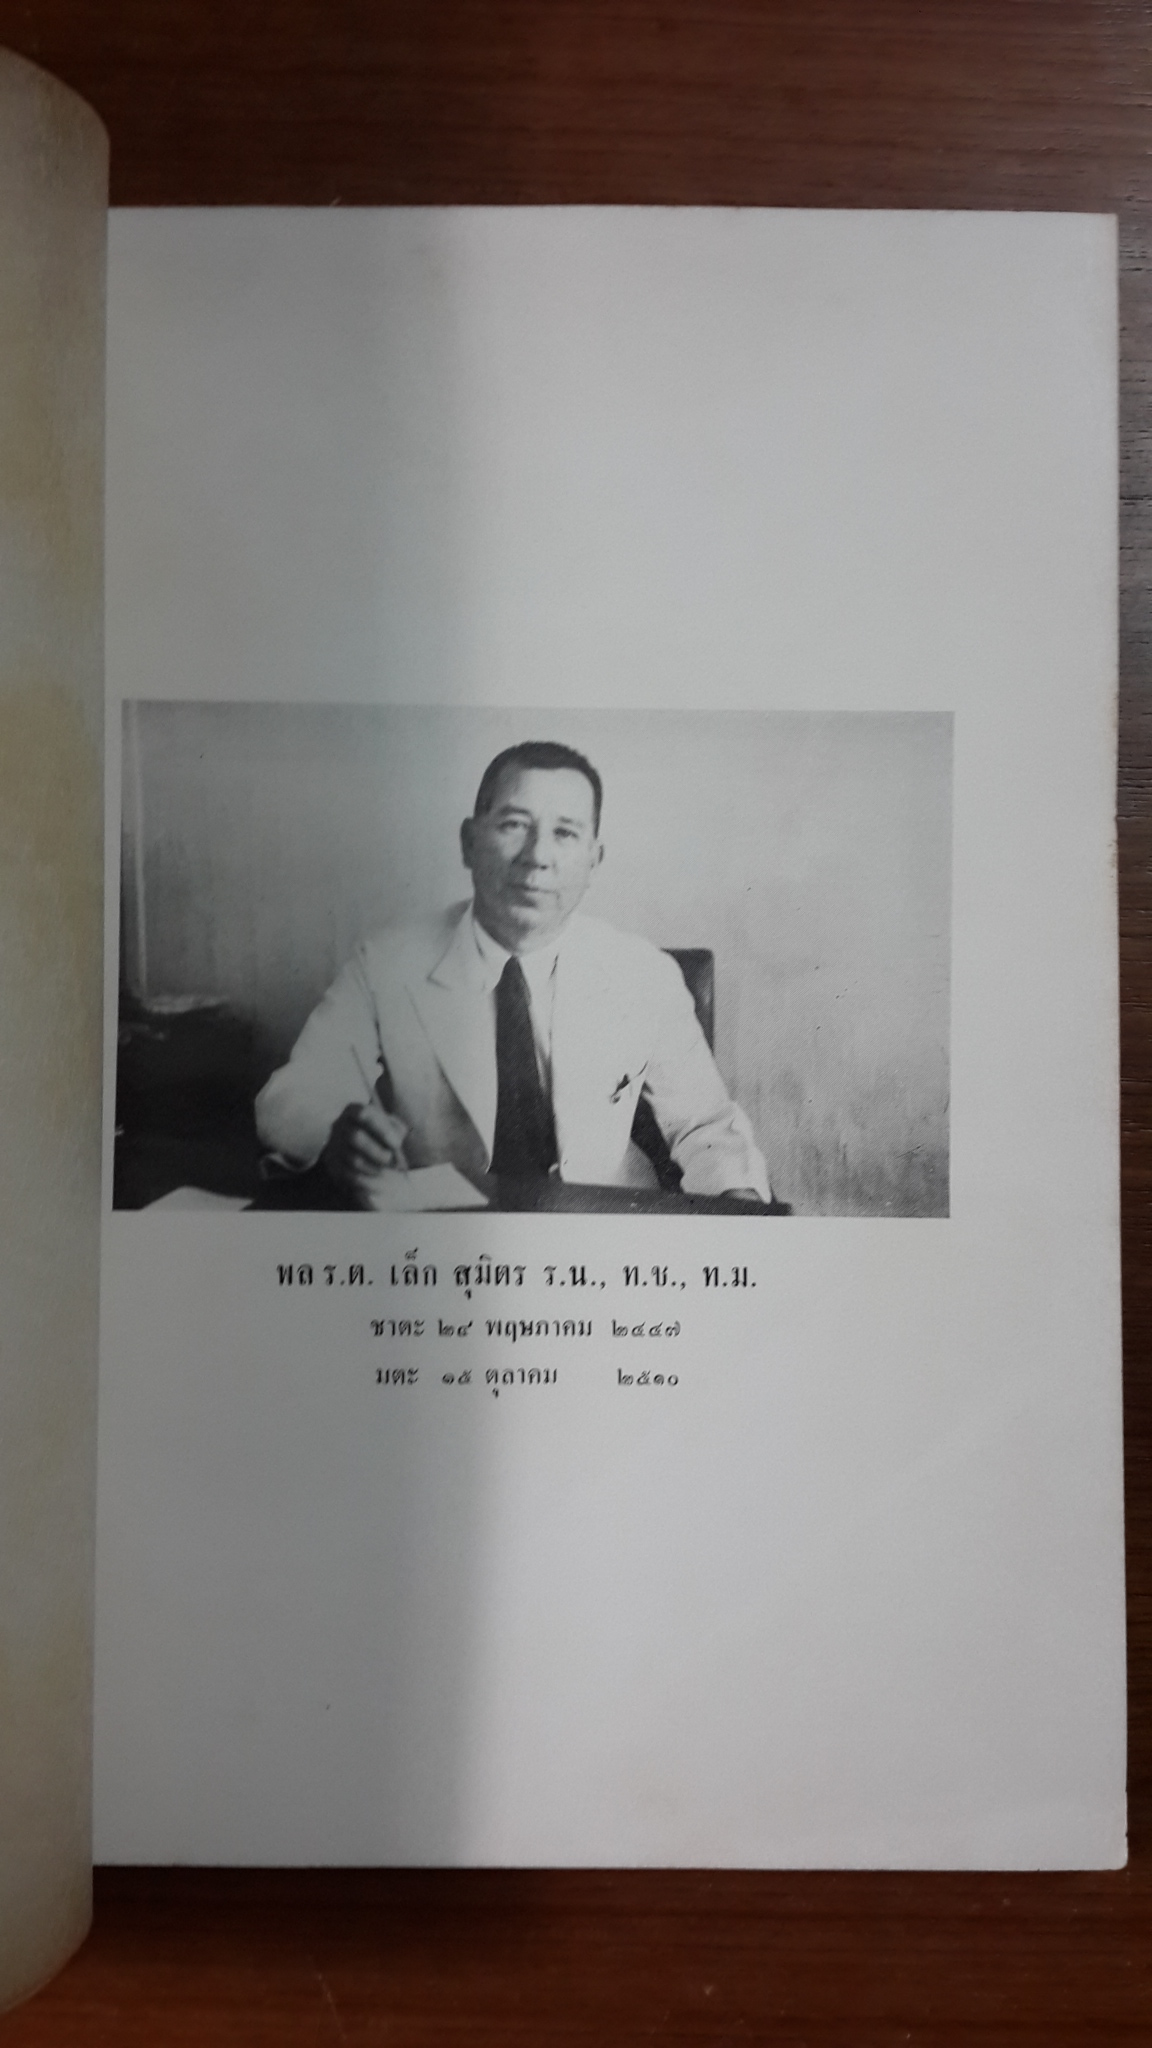 พล ร.ต. เล็ก สุมิตร ร.น., ท.ช., ท.ม.
ชาตะ ๒๔ พฤษภาคม ๒๔๔๗
มตะ ๑๕ ตุลาคม ๒๕๑๐